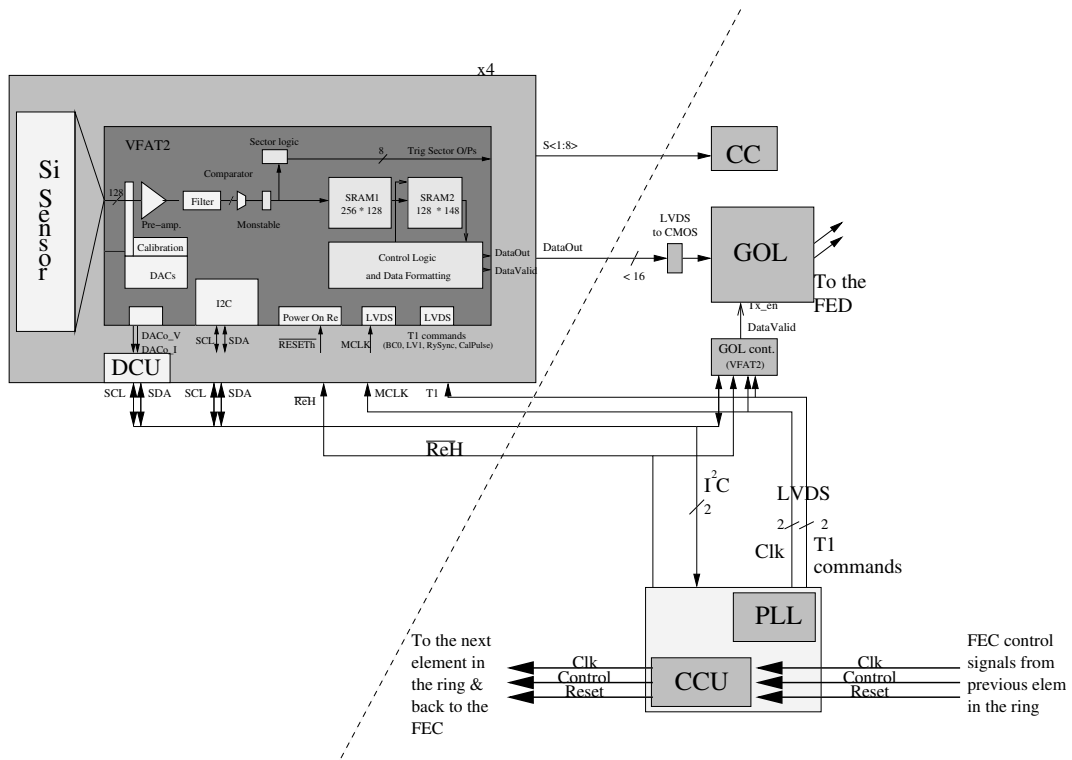 x4
Si Sensor
VFAT2
Sector logic
8
Trig Sector O/Ps
S<1:8>
CC
128
Pre-amp.
Filter
Comparator
Monstable
SRAM1
256 * 128
SRAM2
128 * 148
Calibration
DACs
Control Logic
and Data Formatting
DataOut
DataValid
DataOut
< 16
LVDS
to CMOS
GOL
To the
FED
Tx_en
DataValid
GOL cont.
(VFAT2)
I2C
Power On Re
LVDS
LVDS
DACo_V
DACo_I
SCL
SDA
RESETh
MCLK
T1 commands
(BC0, LV1, RySync, CalPulse)
DCU
SCL
SDA
SCL
SDA
ReH
MCLK
T1
ReH
I2C
2
LVDS
2
2
Clk
T1
commands
PLL
CCU
To the next
element in
the ring &
back to the
FEC
Clk
Control
Reset
Clk
Control
Reset
FEC control
signals from
previous elem
in the ring